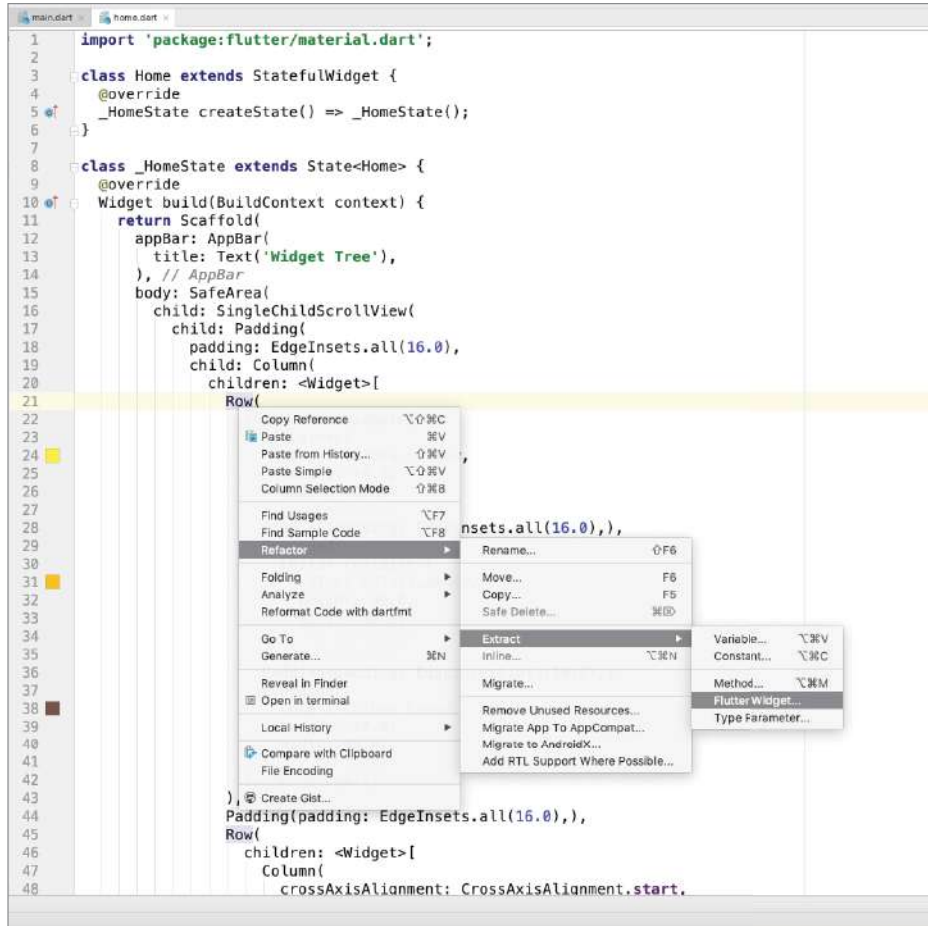 main.dart
home.dart
1 import 'package:flutter/material.dart';
2
3 class Home extends StatefulWidget {
4 @override
5 _HomeState createState() => _HomeState();
6 }
7
8 class _HomeState extends State<Home> {
9 @override
10 Widget build(BuildContext context) {
11 return Scaffold(
12 appBar: AppBar(
13 title: Text('Widget Tree'),
14 ), // AppBar
15 body: SafeArea(
16 child: SingleChildScrollView(
17 child: Padding(
18 padding: EdgeInsets.all(16.0),
19 child: Column(
20 children: <Widget>[
21 Row(
22
23
24 ,
25
26
27
28 nsets.all(16.0),),
29
30
31
32
33
34
35
36
37
38
39
40
41
42
43 ),
44 Padding(padding: EdgeInsets.all(16.0),),
45 Row(
46 children: <Widget>[
47 Column(
48 crossAxisAlignment: CrossAxisAlignment.start,
Copy Reference ⌥⇧⌘C
Paste ⌘V
Paste from History... ⇧⌘V
Paste Simple ⌥⇧⌘V
Column Selection Mode ⇧⌘8
Find Usages ⌥F7
Find Sample Code ⌥F8
Refactor
Folding
Analyze
Reformat Code with dartfmt
Go To
Generate... ⌘N
Reveal in Finder
Open in terminal
Local History
Compare with Clipboard
File Encoding
Create Gist...
Rename... ⇧F6
Move... F6
Copy... F5
Safe Delete... ⌘⌦
Extract
Inline... ⌥⌘N
Migrate...
Remove Unused Resources...
Migrate App To AppCompat...
Migrate to AndroidX...
Add RTL Support Where Possible...
Variable... ⌥⌘V
Constant... ⌥⌘C
Method... ⌥⌘M
Flutter Widget...
Type Parameter...